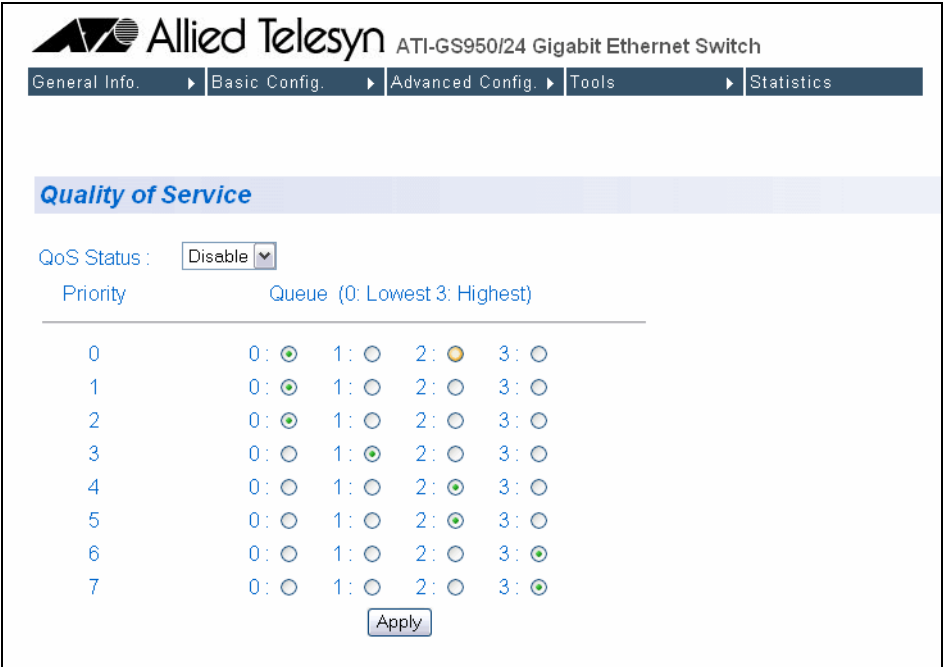 Allied Telesyn ATI-GS950/24 Gigabit Ethernet Switch
General Info. Basic Config. Advanced Config. Tools Statistics
Quality of Service
QoS Status : Disable
Priority Queue (0: Lowest 3: Highest)
0 0 : 1 : 2 : 3 :
1 0 : 1 : 2 : 3 :
2 0 : 1 : 2 : 3 :
3 0 : 1 : 2 : 3 :
4 0 : 1 : 2 : 3 :
5 0 : 1 : 2 : 3 :
6 0 : 1 : 2 : 3 :
7 0 : 1 : 2 : 3 :
Apply